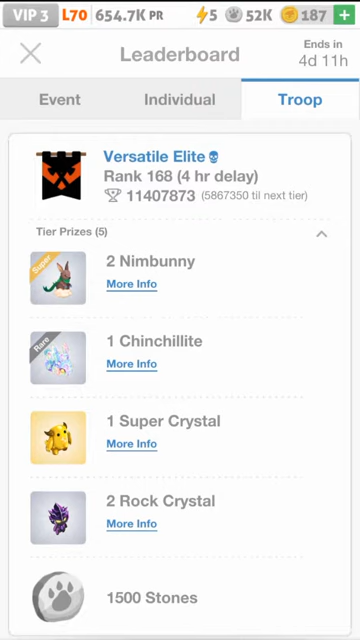 VIP 3 L70 654.7K PR 5 52K 187 +
Leaderboard
Ends in
4d 11h
Event Individual Troop
Versatile Elite
Rank 168 (4 hr delay)
11407873 (5867350 til next tier)
Tier Prizes (5)
Super
2 Nimbunny
More Info
Rare
1 Chinchillite
More Info
1 Super Crystal
More Info
2 Rock Crystal
More Info
1500 Stones